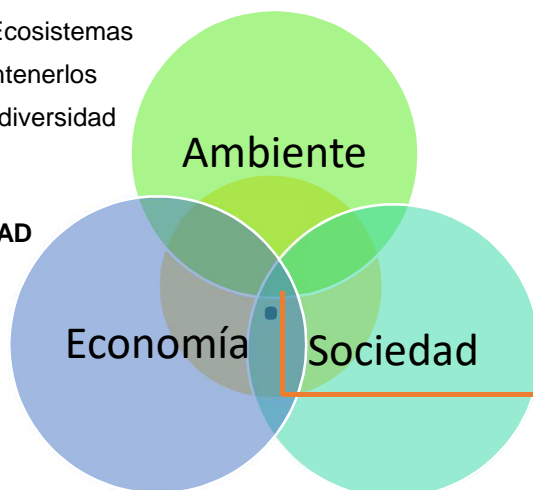 Ecosistemas
ntenerlos
diversidad
Ambiente
AD
Economía
Sociedad